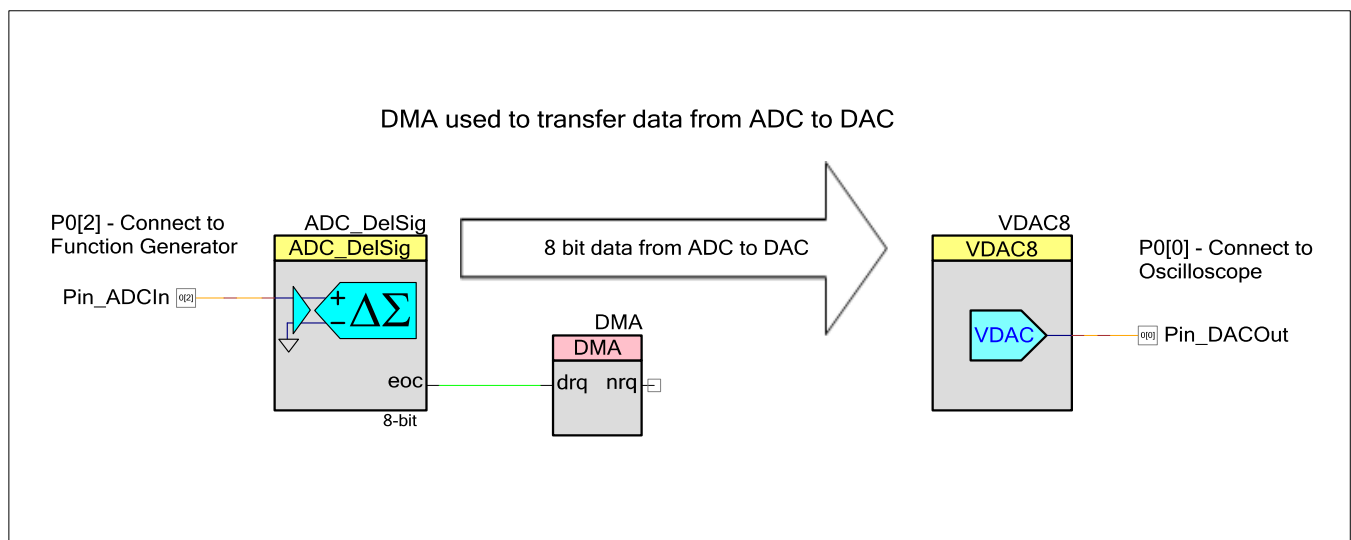 DMA used to transfer data from ADC to DAC
P0[2] - Connect to
Function Generator
ADC_DelSig
ADC_DelSig
Pin_ADCIn
0[2]
+
−
ΔΣ
eoc
8-bit
8 bit data from ADC to DAC
DMA
DMA
drq
nrq
VDAC8
VDAC8
VDAC
P0[0] - Connect to
Oscilloscope
0[0]
Pin_DACOut